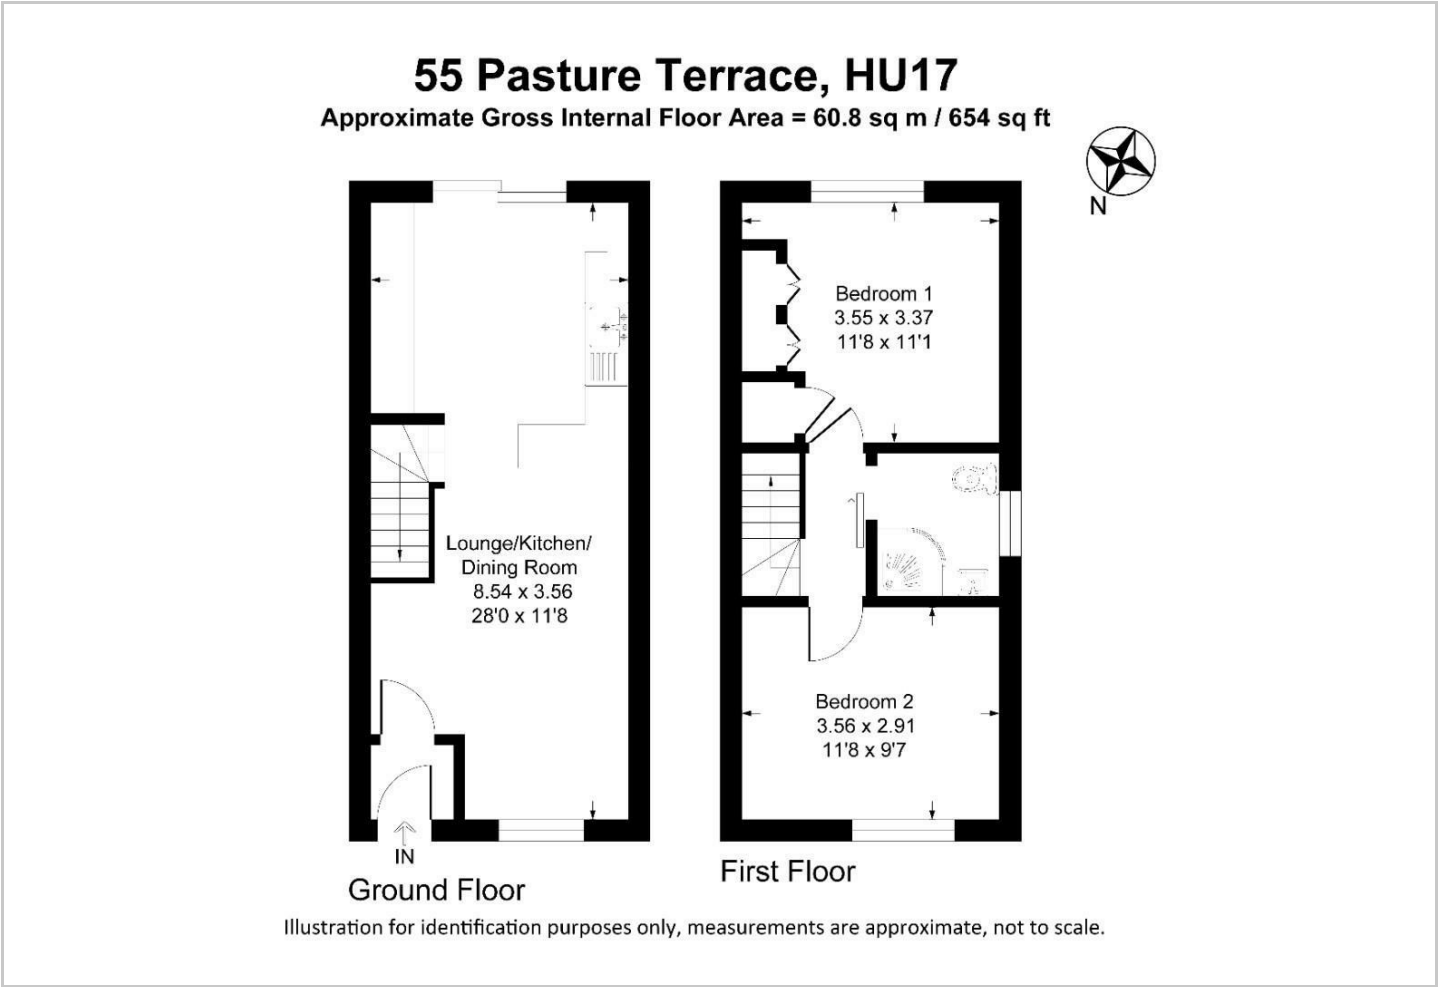 55 Pasture Terrace, HU17
Approximate Gross Internal Floor Area = 60.8 sq m / 654 sq ft
N
Lounge/Kitchen/
Dining Room
8.54 x 3.56
28'0 x 11'8
IN
Ground Floor
Bedroom 1
3.55 x 3.37
11'8 x 11'1
Bedroom 2
3.56 x 2.91
11'8 x 9'7
First Floor
Illustration for identification purposes only, measurements are approximate, not to scale.